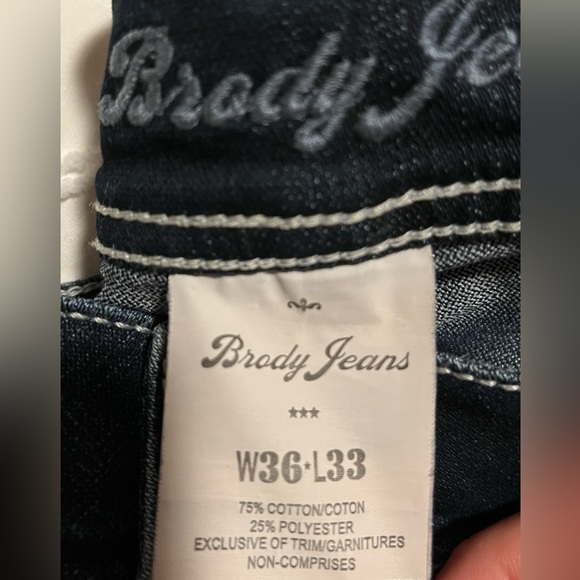 Brody Je
Brody Jeans
***
W36★L33
75% COTTON/COTON
25% POLYESTER
EXCLUSIVE OF TRIM/GARNITURES
NON-COMPRISES